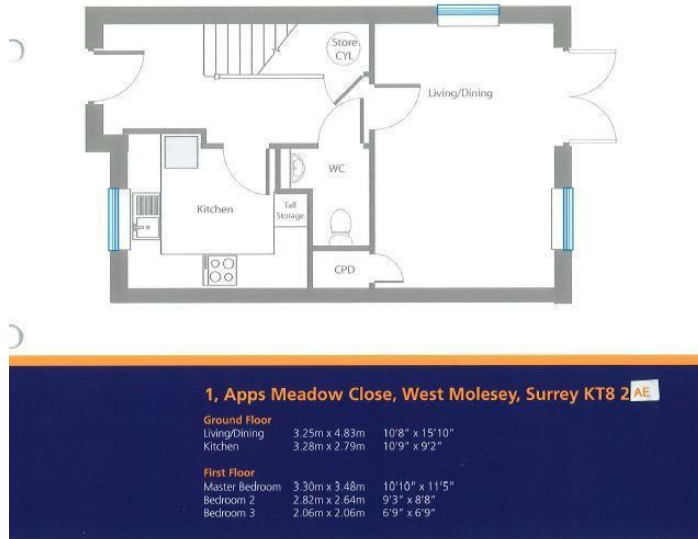 Store
CYL
Living/Dining
WC
Kitchen
Tall
Storage
CPD
1, Apps Meadow Close, West Molesey, Surrey KT8 2 AE
Ground Floor
Living/Dining 3.25m x 4.83m 10'8" x 15'10"
Kitchen 3.28m x 2.79m 10'9" x 9'2"
First Floor
Master Bedroom 3.30m x 3.48m 10'10" x 11'5"
Bedroom 2 2.82m x 2.64m 9'3" x 8'8"
Bedroom 3 2.06m x 2.06m 6'9" x 6'9"